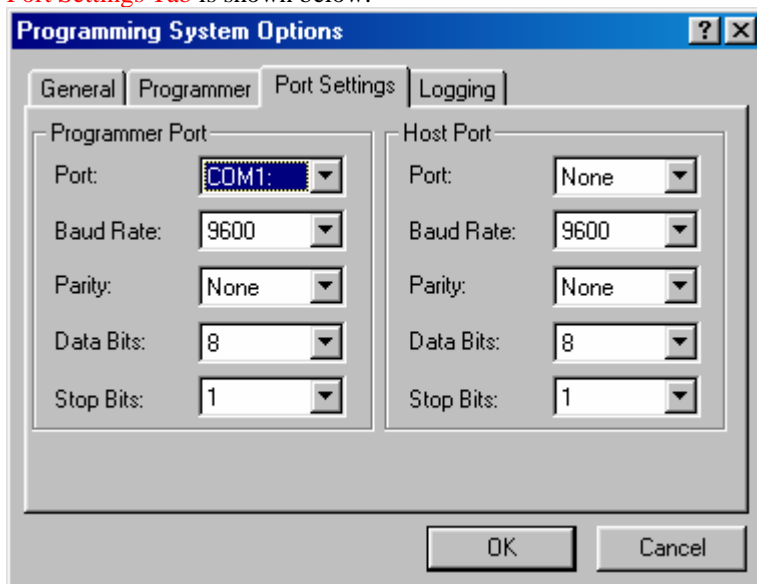 Port Settings Tab is shown below.
Programming System Options
General Programmer Port Settings Logging
Programmer Port
Port: COM1:
Baud Rate: 9600
Parity: None
Data Bits: 8
Stop Bits: 1
Host Port
Port: None
Baud Rate: 9600
Parity: None
Data Bits: 8
Stop Bits: 1
OK Cancel